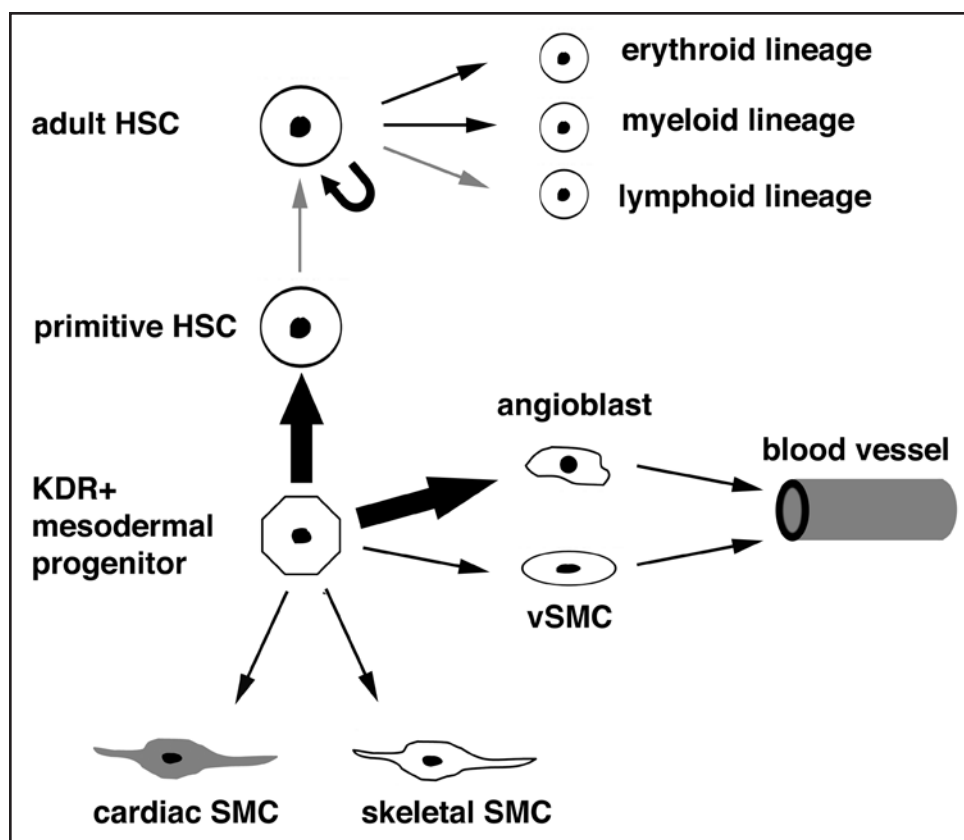 erythroid lineage
adult HSC
myeloid lineage
lymphoid lineage
primitive HSC
angioblast
blood vessel
KDR+
mesodermal
progenitor
vSMC
cardiac SMC
skeletal SMC